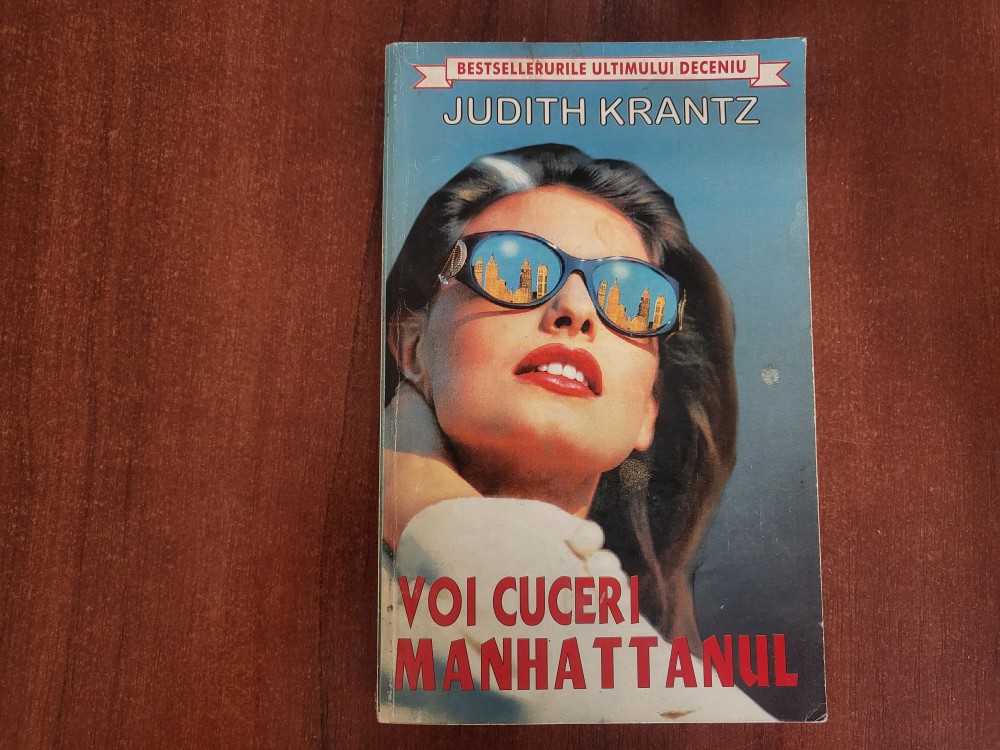 BESTSELLERURILE ULTIMULUI DECENIU
JUDITH KRANTZ
VOI CUCERI
MANHATTANUL